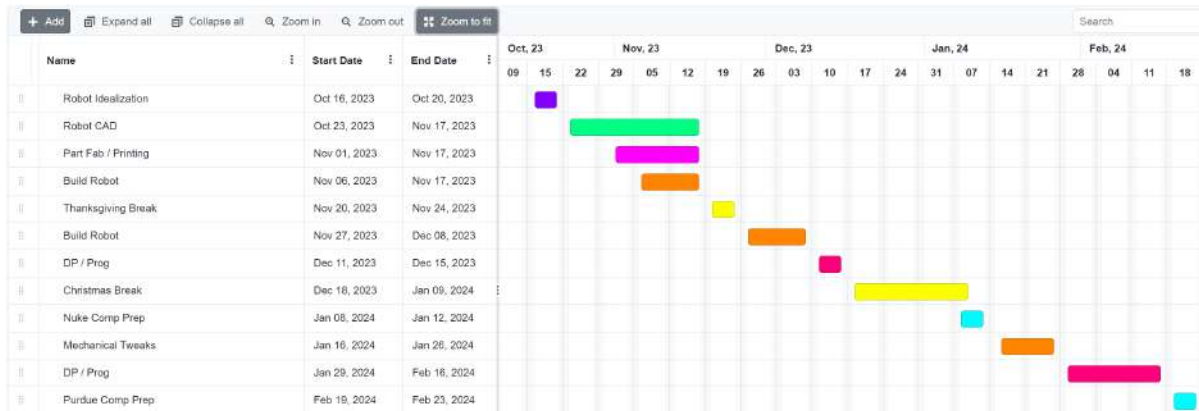 + Add Expand all Collapse all Zoom in Zoom out Zoom to fit Search
Oct, 23 Nov, 23 Dec, 23 Jan, 24 Feb, 24
Name Start Date End Date
09 15 22 29 05 12 19 26 03 10 17 24 31 07 14 21 28 04 11 18
Robot Idealization Oct 16, 2023 Oct 20, 2023
Robot CAD Oct 23, 2023 Nov 17, 2023
Part Fab / Printing Nov 01, 2023 Nov 17, 2023
Build Robot Nov 06, 2023 Nov 17, 2023
Thanksgiving Break Nov 20, 2023 Nov 24, 2023
Build Robot Nov 27, 2023 Dec 08, 2023
DP / Prog Dec 11, 2023 Dec 15, 2023
Christmas Break Dec 18, 2023 Jan 09, 2024
Nuke Comp Prep Jan 08, 2024 Jan 12, 2024
Mechanical Tweaks Jan 16, 2024 Jan 26, 2024
DP / Prog Jan 29, 2024 Feb 16, 2024
Purdue Comp Prep Feb 19, 2024 Feb 23, 2024